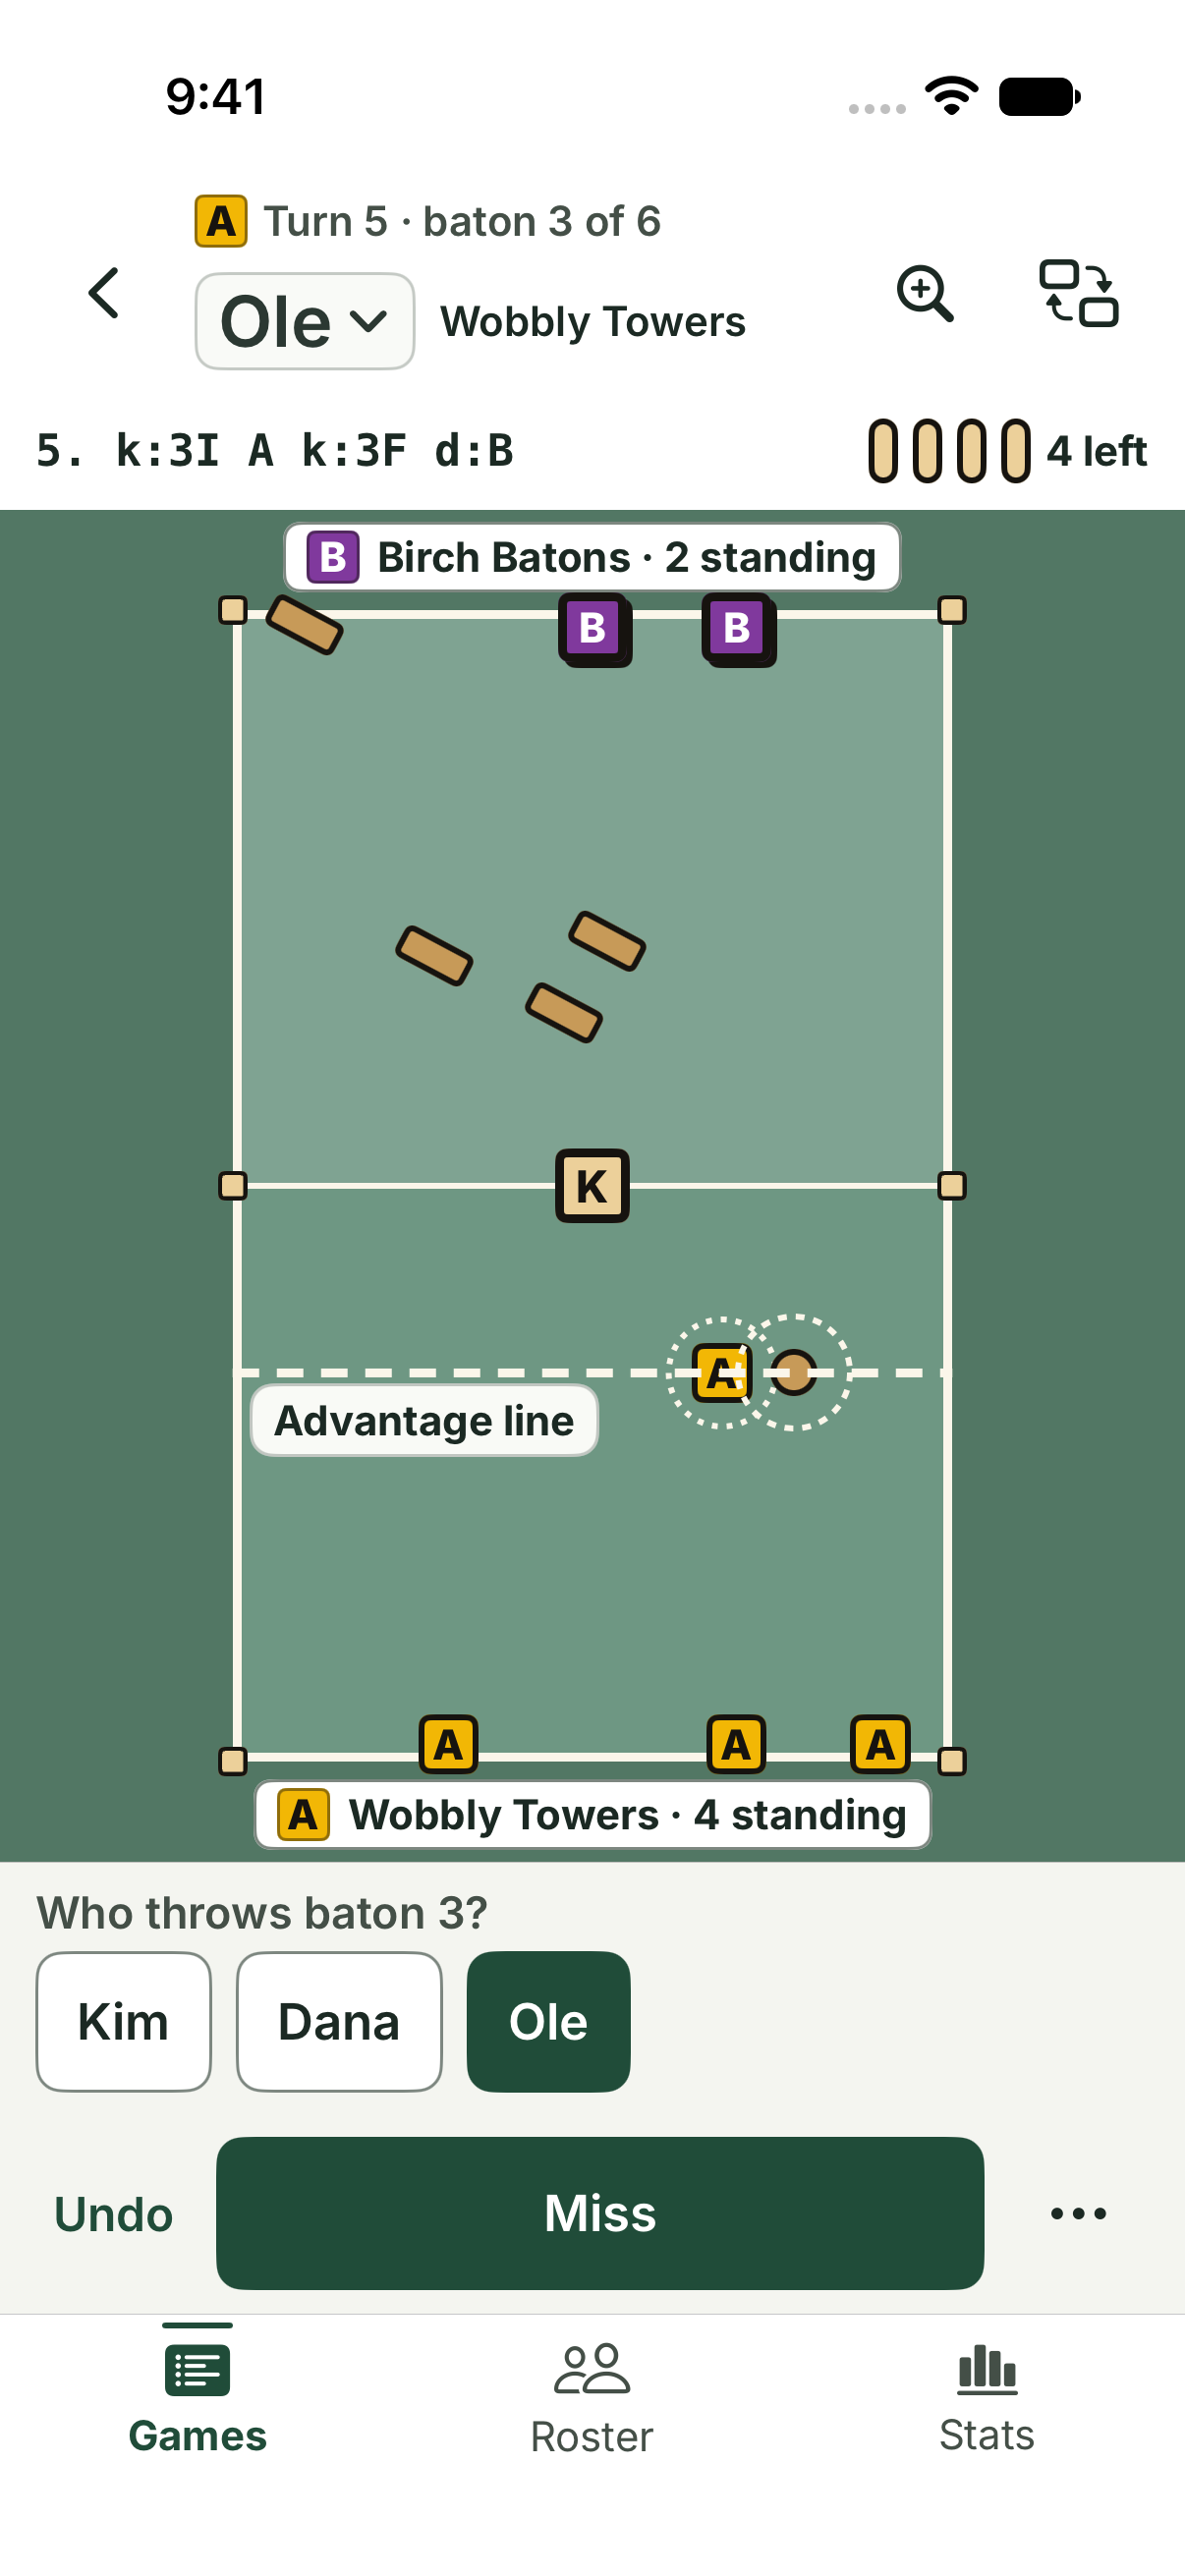 9:41
A Turn 5 · baton 3 of 6
Ole Wobbly Towers
5. k:3I A k:3F d:B
4 left
B Birch Batons · 2 standing
B B
K
A
Advantage line
A A A
A Wobbly Towers · 4 standing
Who throws baton 3?
Kim Dana Ole
Undo Miss
Games Roster Stats